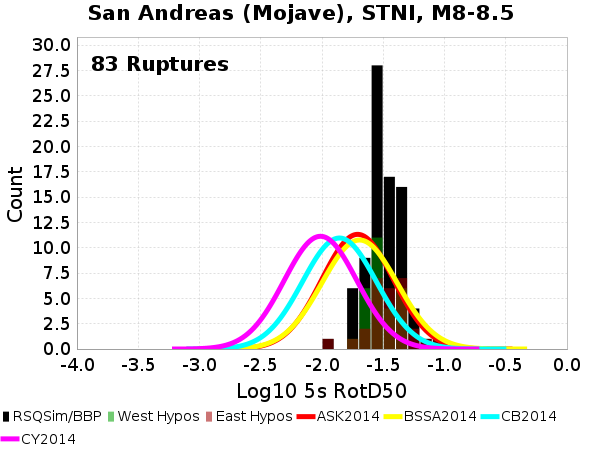 San Andreas (Mojave), STNI, M8-8.5
83 Ruptures
Count
30.0
27.5
25.0
22.5
20.0
17.5
15.0
12.5
10.0
7.5
5.0
2.5
0.0
-4.0 -3.5 -3.0 -2.5 -2.0 -1.5 -1.0 -0.5 0.0
Log10 5s RotD50
RSQSim/BBP West Hypos East Hypos ASK2014 BSSA2014 CB2014
CY2014